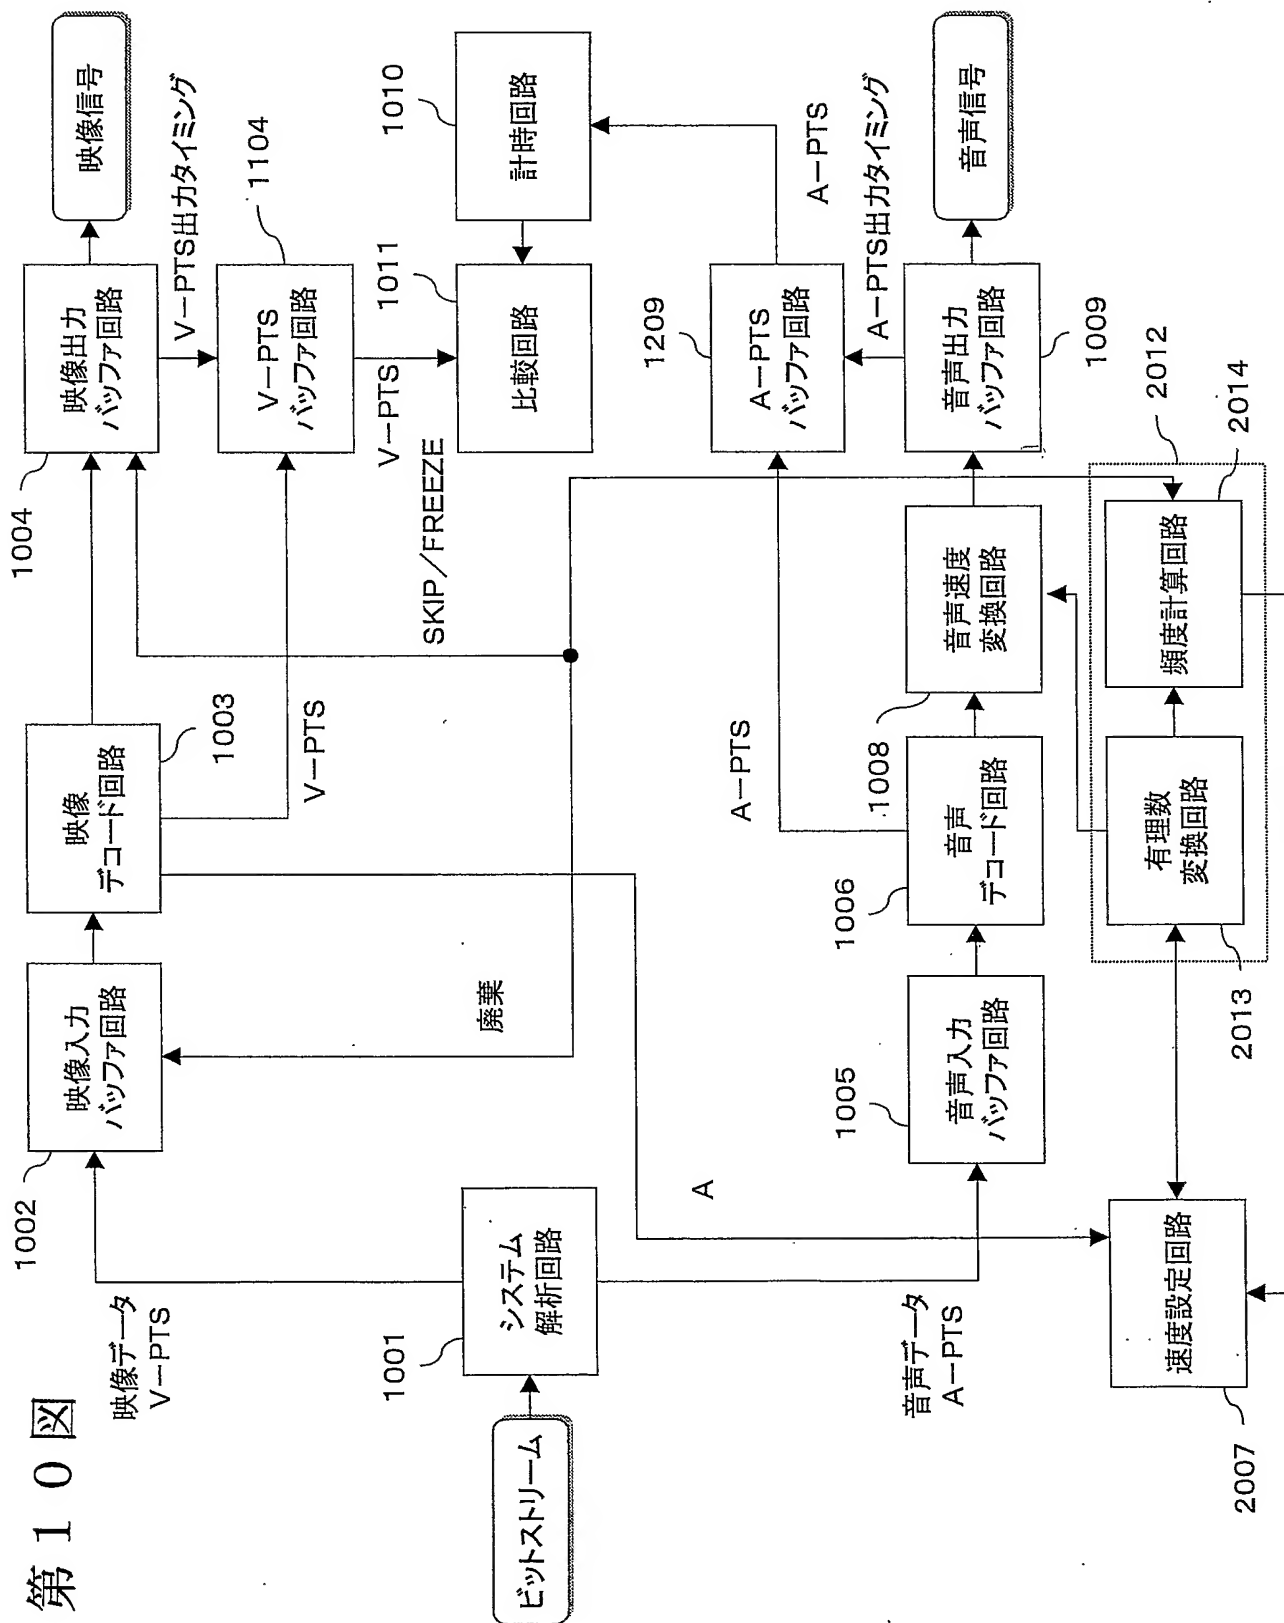 第10図
ビットストリーム
1001
システム
解析回路
映像データ
V−PTS
1002
映像入力
バッファ回路
映像
デコード回路
1003
V−PTS
1004
映像出力
バッファ回路
映像信号
V−PTS出力タイミング
V−PTS
バッファ回路
1104
V−PTS
SKIP/FREEZE
比較回路
1011
計時回路
1010
廃棄
A
A−PTS
音声データ
A−PTS
1005
音声入力
バッファ回路
1006
音声
デコード回路
A−PTS
1008
音声速度
変換回路
1209
A−PTS
バッファ回路
A−PTS出力タイミング
音声出力
バッファ回路
1009
音声信号
速度設定回路
2007
有理数
変換回路
2013
頻度計算回路
2012
2014